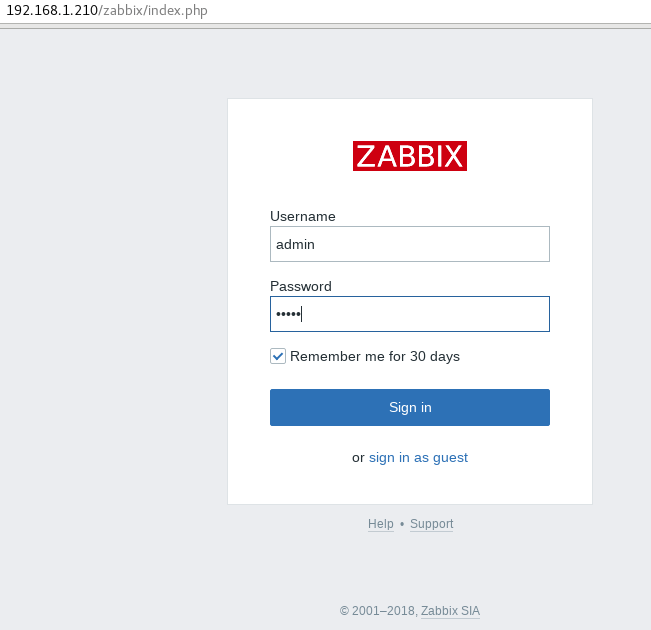 192.168.1.210/zabbix/index.php
ZABBIX
Username
admin
Password
•••••
Remember me for 30 days
Sign in
or sign in as guest
Help • Support
© 2001–2018, Zabbix SIA